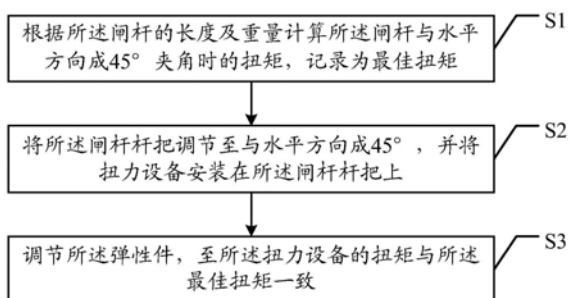 根据所述闸杆的长度及重量计算所述闸杆与水平
方向成45°夹角时的扭矩，记录为最佳扭矩
S1
将所述闸杆杆把调节至与水平方向成45°，并将
扭力设备安装在所述闸杆杆把上
S2
调节所述弹性件，至所述扭力设备的扭矩与所述
最佳扭矩一致
S3